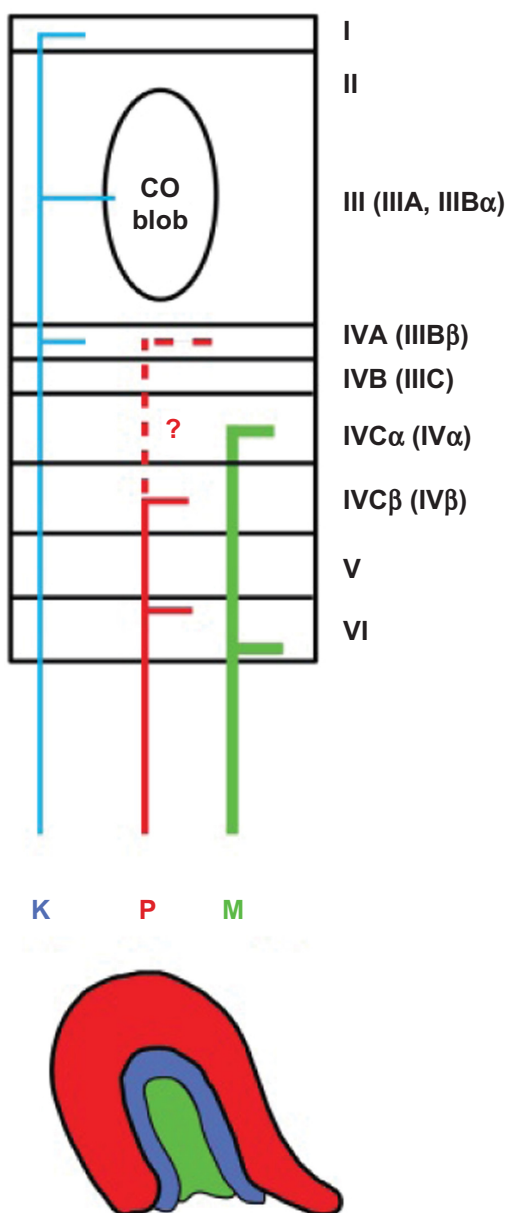 I
II
CO
blob
III (IIIA, IIIBα)
IVA (IIIBβ)
IVB (IIIC)
?
IVCα (IVα)
IVCβ (IVβ)
V
VI
K P M